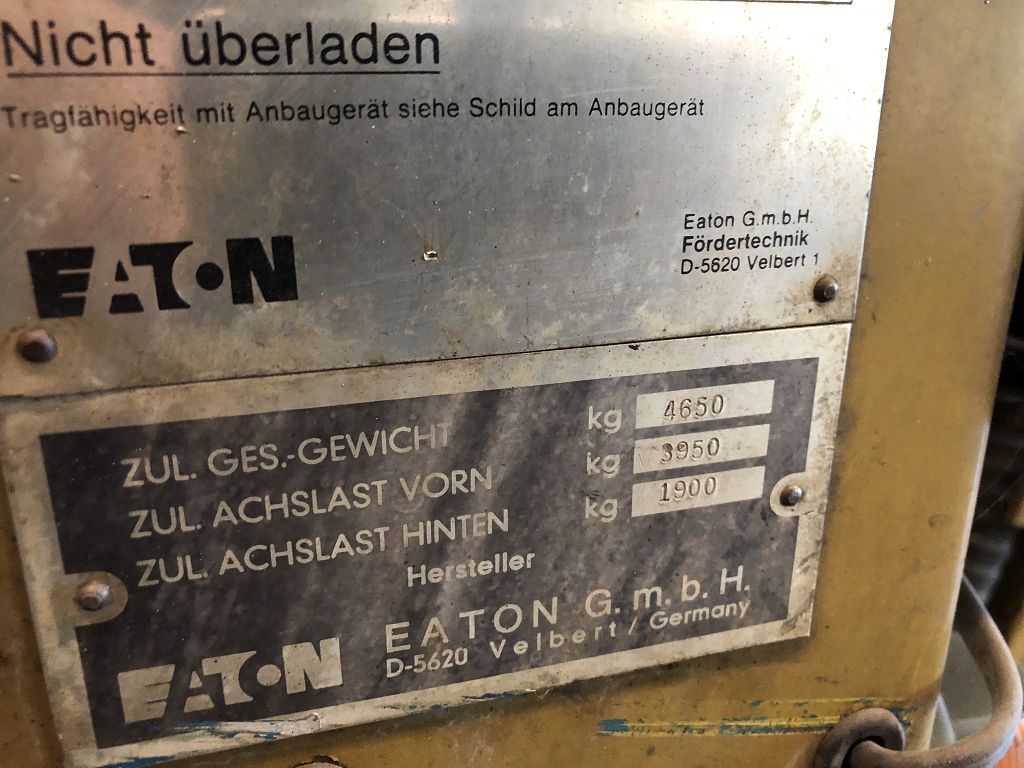 Nicht überladen
Tragfähigkeit mit Anbaugerät siehe Schild am Anbaugerät
EATON
Eaton G.m.b.H.
Fördertechnik
D-5620 Velbert 1
ZUL. GES.-GEWICHT kg 4650
ZUL. ACHSLAST VORN kg 3950
ZUL. ACHSLAST HINTEN kg 1900
Hersteller
EATON G.m.b.H.
D-5620 Velbert / Germany
EATON